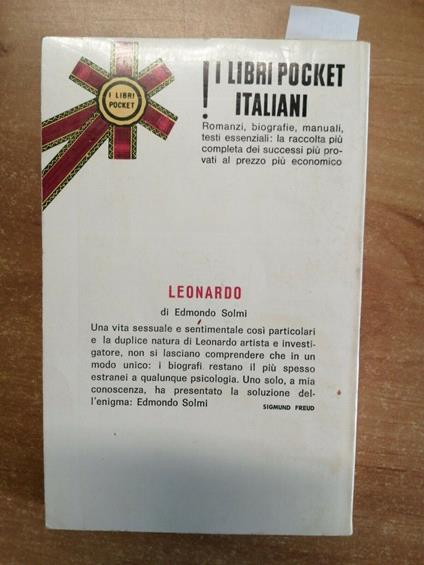 I LIBRI
POCKET
! I LIBRI POCKET
ITALIANI
Romanzi, biografie, manuali,
testi essenziali: la raccolta più
completa dei successi più pro-
vati al prezzo più economico
LEONARDO
di Edmondo Solmi
Una vita sessuale e sentimentale così particolari
e la duplice natura di Leonardo artista e investi-
gatore, non si lasciano comprendere che in un
modo unico: i biografi restano il più spesso
estranei a qualunque psicologia. Uno solo, a mia
conoscenza, ha presentato la soluzione del-
l'enigma: Edmondo Solmi SIGMUND FREUD